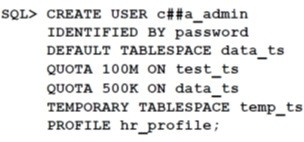 SQL> CREATE USER c##a_admin
IDENTIFIED BY password
DEFAULT TABLESPACE data_ts
QUOTA 100M ON test_ts
QUOTA 500K ON data_ts
TEMPORARY TABLESPACE temp_ts
PROFILE hr_profile;